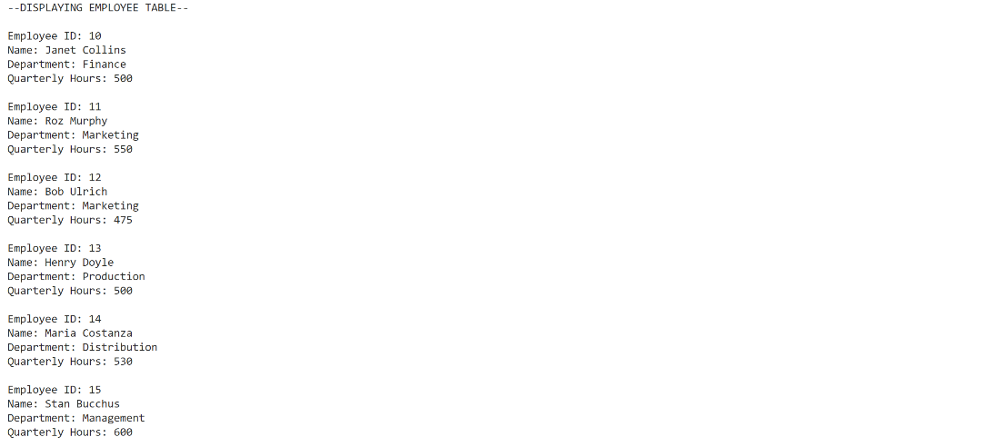 --DISPLAYING EMPLOYEE TABLE--
Employee ID: 10
Name: Janet Collins
Department: Finance
Quarterly Hours: 500
Employee ID: 11
Name: Roz Murphy
Department: Marketing
Quarterly Hours: 550
Employee ID: 12
Name: Bob Ulrich
Department: Marketing
Quarterly Hours: 475
Employee ID: 13
Name: Henry Doyle
Department: Production
Quarterly Hours: 500
Employee ID: 14
Name: Maria Costanza
Department: Distribution
Quarterly Hours: 530
Employee ID: 15
Name: Stan Bucchus
Department: Management
Quarterly Hours: 600